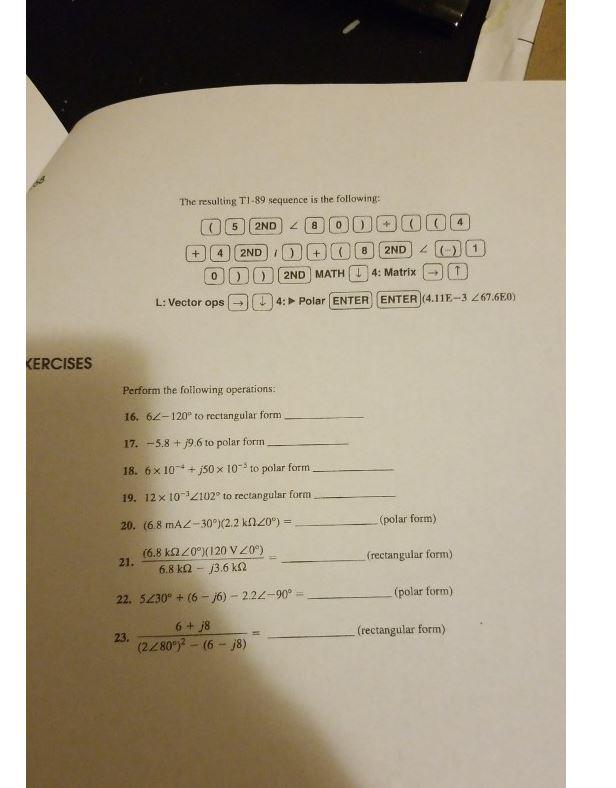 The resulting T1-89 sequence is the following:
( 5 2ND ∠ 8 0 ) ÷ ( ( 4
+ 4 2ND i ) + ( 8 2ND ∠ (-) 1
0 ) ) 2ND MATH ↓ 4: Matrix → ↑
L: Vector ops → ↓ 4: ▶ Polar ENTER ENTER (4.11E−3 ∠67.6E0)
XERCISES
Perform the following operations:
16. 6∠−120° to rectangular form
17. −5.8 + j9.6 to polar form
18. 6 × 10⁻⁴ + j50 × 10⁻⁵ to polar form
19. 12 × 10⁻³∠102° to rectangular form
20. (6.8 mA∠−30°)(2.2 kΩ∠0°) = (polar form)
21. (6.8 kΩ∠0°)(120 V∠0°) = (rectangular form)
6.8 kΩ − j3.6 kΩ
22. 5∠30° + (6 − j6) − 2.2∠−90° = (polar form)
23. 6 + j8 = (rectangular form)
(2∠80°)² − (6 − j8)